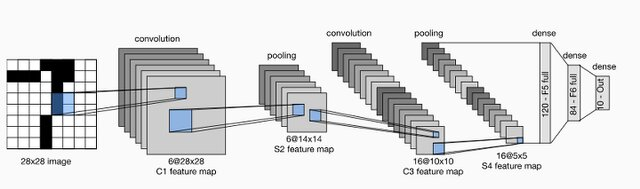 convolution
pooling
convolution
pooling
dense
dense
dense
28x28 image
6@28x28
C1 feature map
6@14x14
S2 feature map
16@10x10
C3 feature map
16@5x5
S4 feature map
120 - F5 full
84 - F6 full
10 - Out